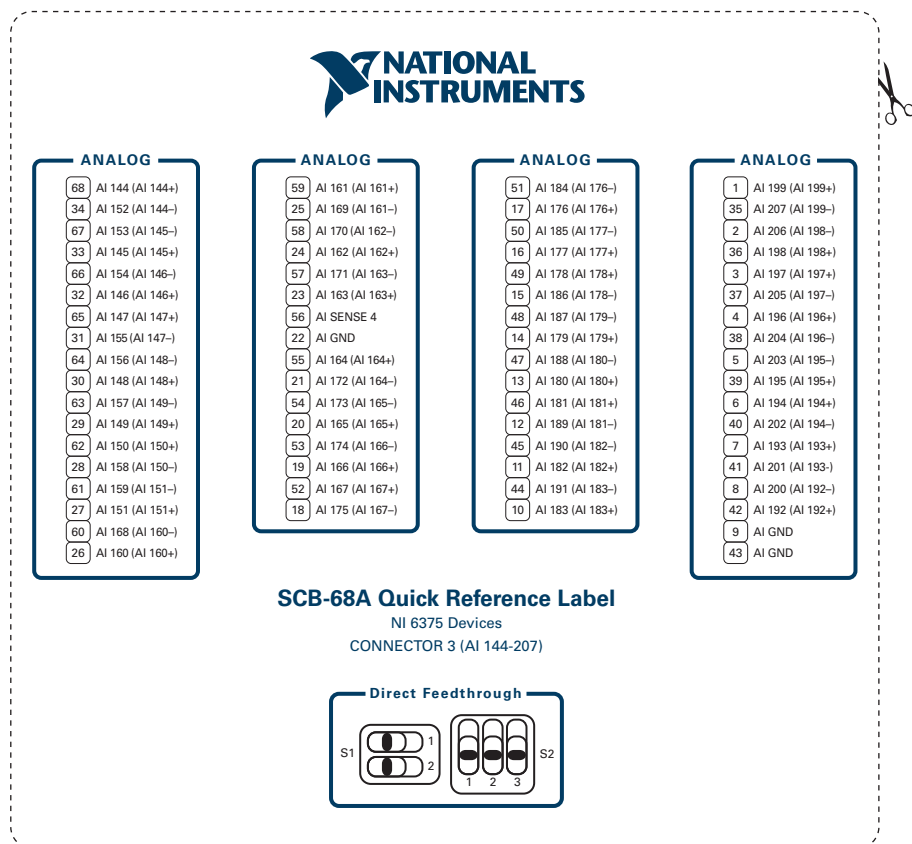 NATIONAL
INSTRUMENTS
ANALOG
68 AI 144 (AI 144+)
34 AI 152 (AI 144–)
67 AI 153 (AI 145–)
33 AI 145 (AI 145+)
66 AI 154 (AI 146–)
32 AI 146 (AI 146+)
65 AI 147 (AI 147+)
31 AI 155 (AI 147–)
64 AI 156 (AI 148–)
30 AI 148 (AI 148+)
63 AI 157 (AI 149–)
29 AI 149 (AI 149+)
62 AI 150 (AI 150+)
28 AI 158 (AI 150–)
61 AI 159 (AI 151–)
27 AI 151 (AI 151+)
60 AI 168 (AI 160–)
26 AI 160 (AI 160+)
ANALOG
59 AI 161 (AI 161+)
25 AI 169 (AI 161–)
58 AI 170 (AI 162–)
24 AI 162 (AI 162+)
57 AI 171 (AI 163–)
23 AI 163 (AI 163+)
56 AI SENSE 4
22 AI GND
55 AI 164 (AI 164+)
21 AI 172 (AI 164–)
54 AI 173 (AI 165–)
20 AI 165 (AI 165+)
53 AI 174 (AI 166–)
19 AI 166 (AI 166+)
52 AI 167 (AI 167+)
18 AI 175 (AI 167–)
ANALOG
51 AI 184 (AI 176–)
17 AI 176 (AI 176+)
50 AI 185 (AI 177–)
16 AI 177 (AI 177+)
49 AI 178 (AI 178+)
15 AI 186 (AI 178–)
48 AI 187 (AI 179–)
14 AI 179 (AI 179+)
47 AI 188 (AI 180–)
13 AI 180 (AI 180+)
46 AI 181 (AI 181+)
12 AI 189 (AI 181–)
45 AI 190 (AI 182–)
11 AI 182 (AI 182+)
44 AI 191 (AI 183–)
10 AI 183 (AI 183+)
ANALOG
1 AI 199 (AI 199+)
35 AI 207 (AI 199–)
2 AI 206 (AI 198–)
36 AI 198 (AI 198+)
3 AI 197 (AI 197+)
37 AI 205 (AI 197–)
4 AI 196 (AI 196+)
38 AI 204 (AI 196–)
5 AI 203 (AI 195–)
39 AI 195 (AI 195+)
6 AI 194 (AI 194+)
40 AI 202 (AI 194–)
7 AI 193 (AI 193+)
41 AI 201 (AI 193-)
8 AI 200 (AI 192–)
42 AI 192 (AI 192+)
9 AI GND
43 AI GND
SCB-68A Quick Reference Label
NI 6375 Devices
CONNECTOR 3 (AI 144-207)
Direct Feedthrough
S1
1
2
1 2 3
S2